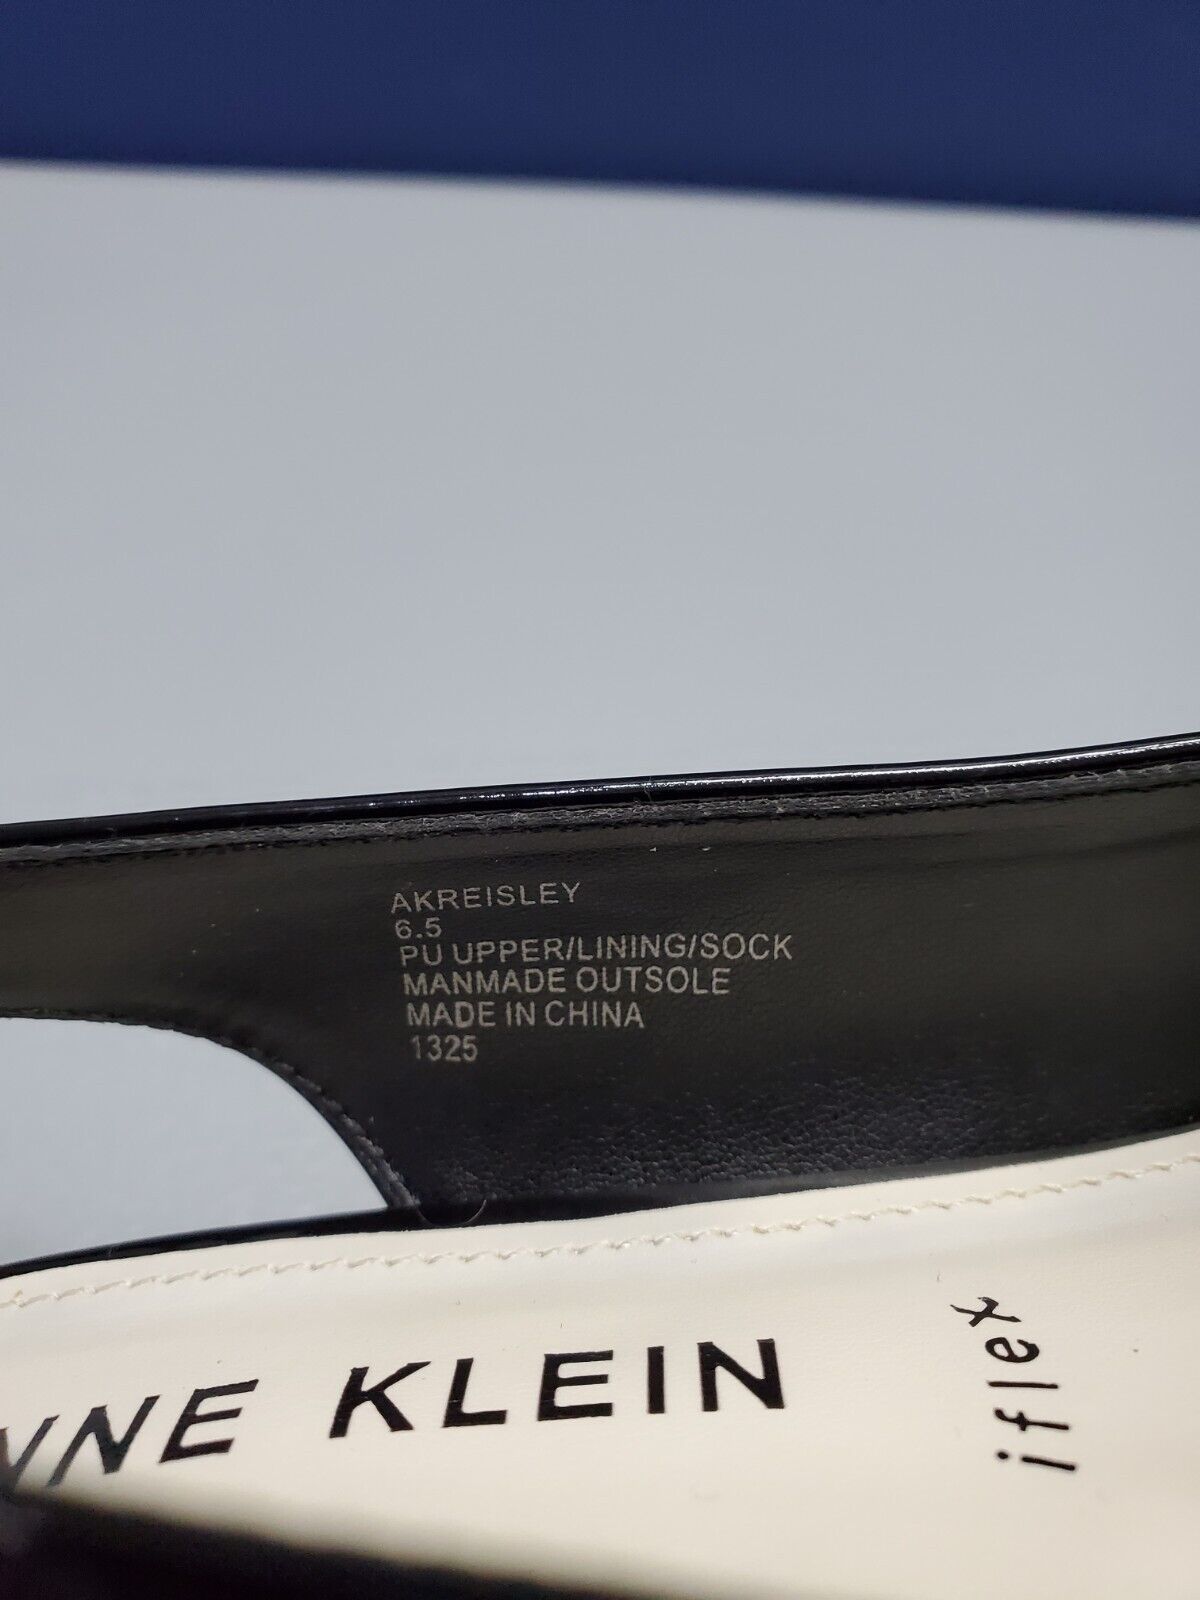 AKREISLEY
6.5
PU UPPER/LINING/SOCK
MANMADE OUTSOLE
MADE IN CHINA
1325
NNE KLEIN
iflex